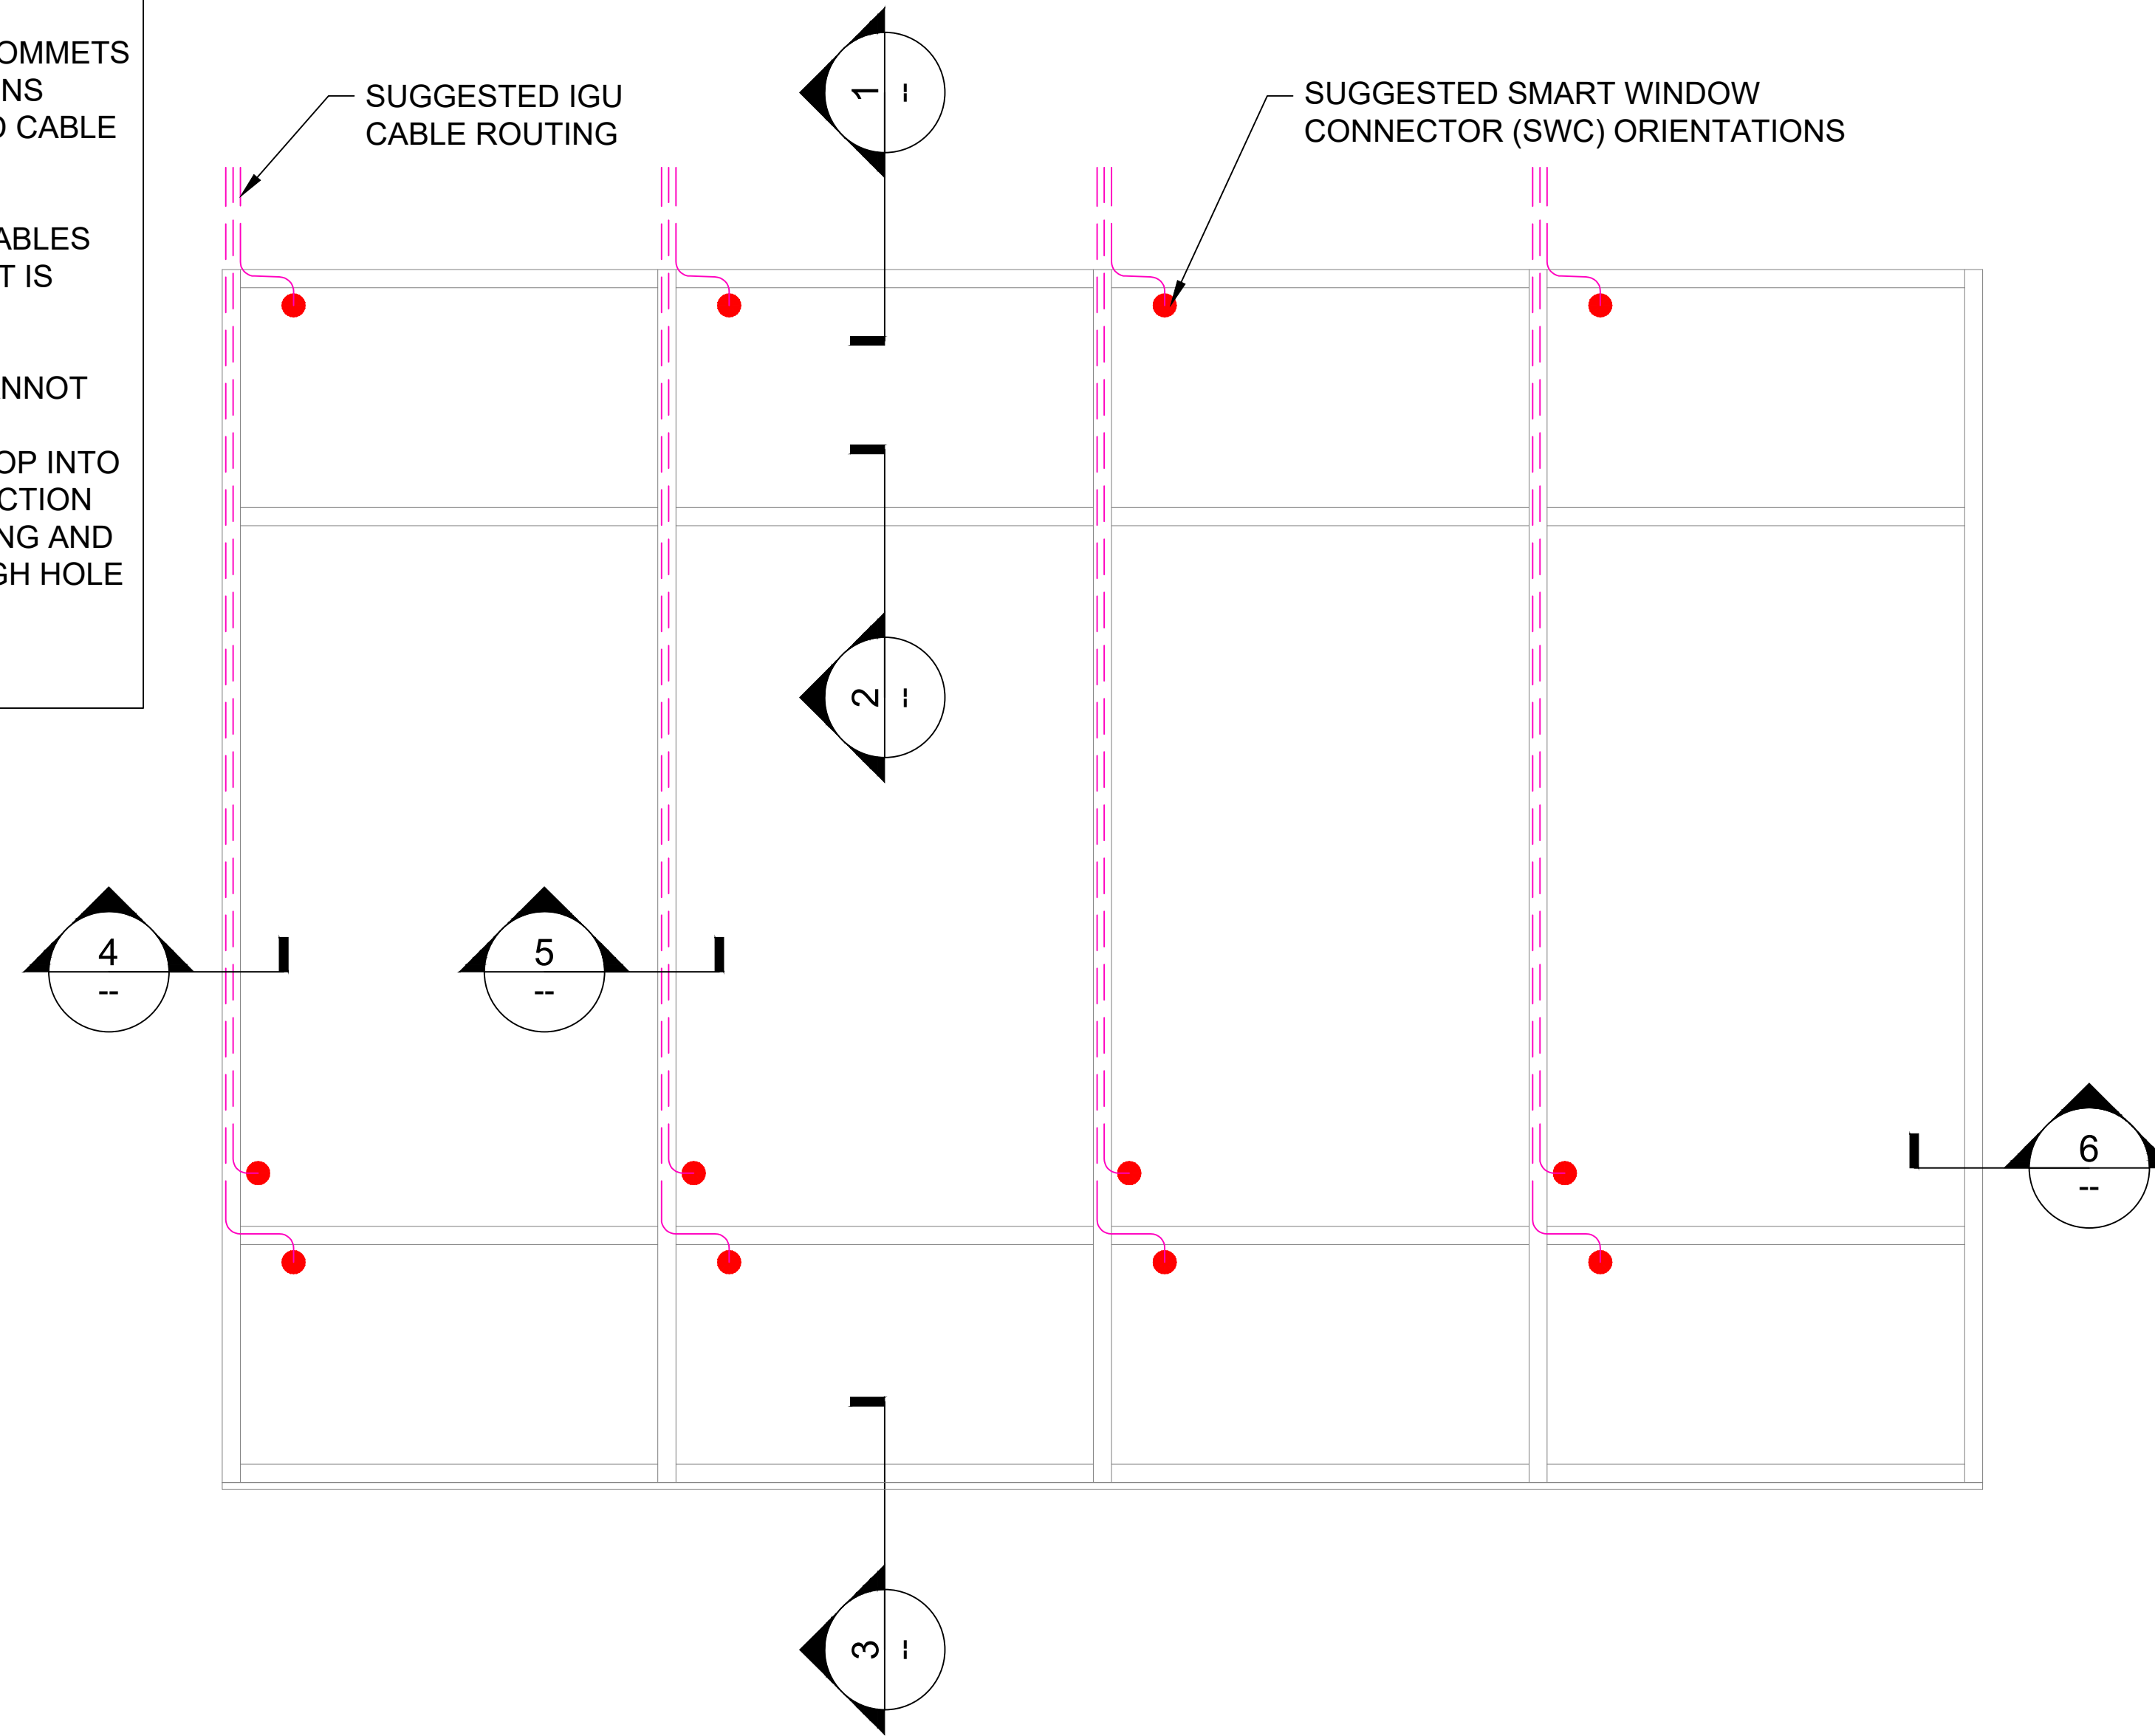 OMMETS
NS
CABLE
ABLES
T IS
NNOT
OP INTO
CTION
NG AND
GH HOLE
SUGGESTED IGU
CABLE ROUTING
SUGGESTED SMART WINDOW
CONNECTOR (SWC) ORIENTATIONS
1
--
2
--
4
--
5
--
6
--
3
--